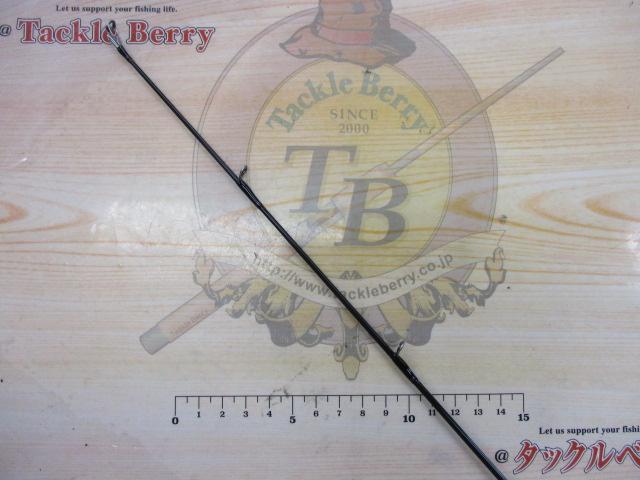 Let us support your fishing life.
@ Tackle Berry
Tackle Berry
SINCE
2000
TB
http://www.tackleberry.co.jp
0 1 2 3 4 5 6 7 8 9 10 11 12 13 14 15
Let us support your fishi
@ タックルベ